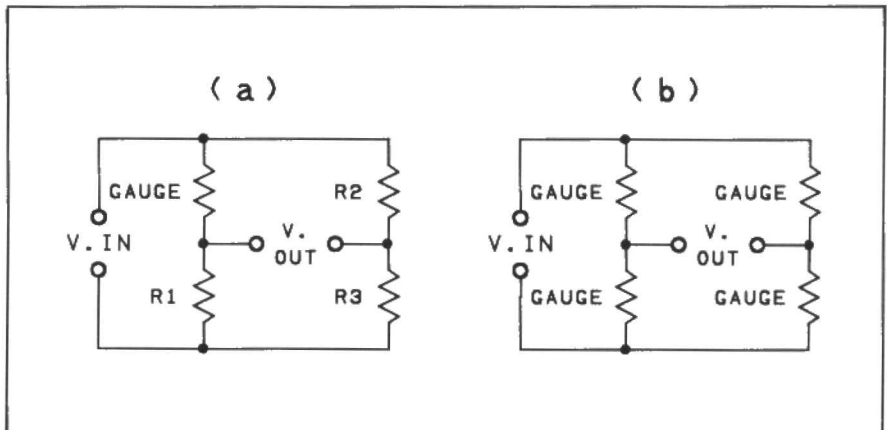 ( a )
GAUGE
R2
V. IN
V.
OUT
R1
R3
( b )
GAUGE
GAUGE
V. IN
V.
OUT
GAUGE
GAUGE